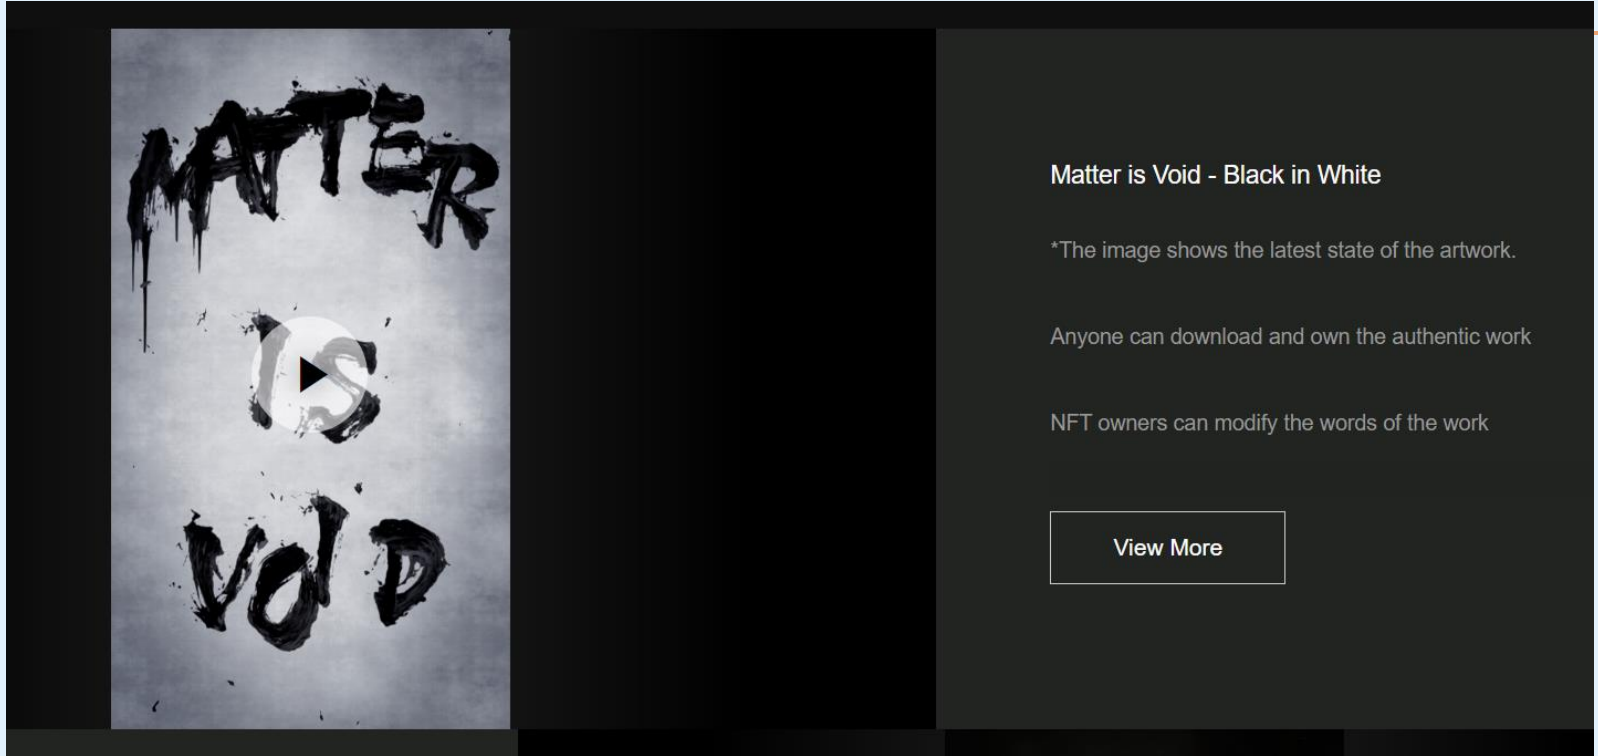 MATTER
IS
VOID
Matter is Void - Black in White
*The image shows the latest state of the artwork.
Anyone can download and own the authentic work
NFT owners can modify the words of the work
View More